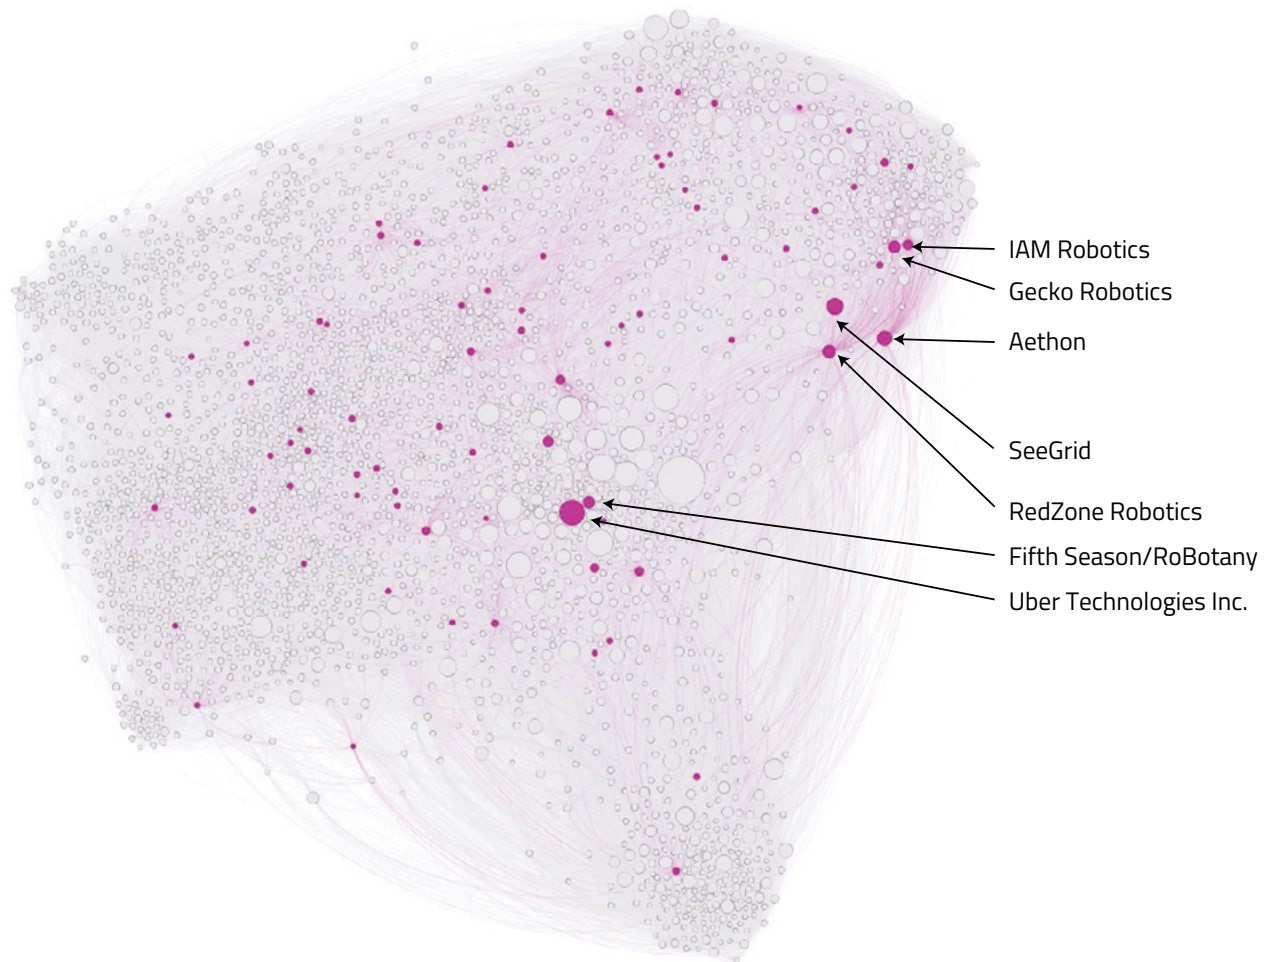 IAM Robotics
Gecko Robotics
Aethon
SeeGrid
RedZone Robotics
Fifth Season/RoBotany
Uber Technologies Inc.